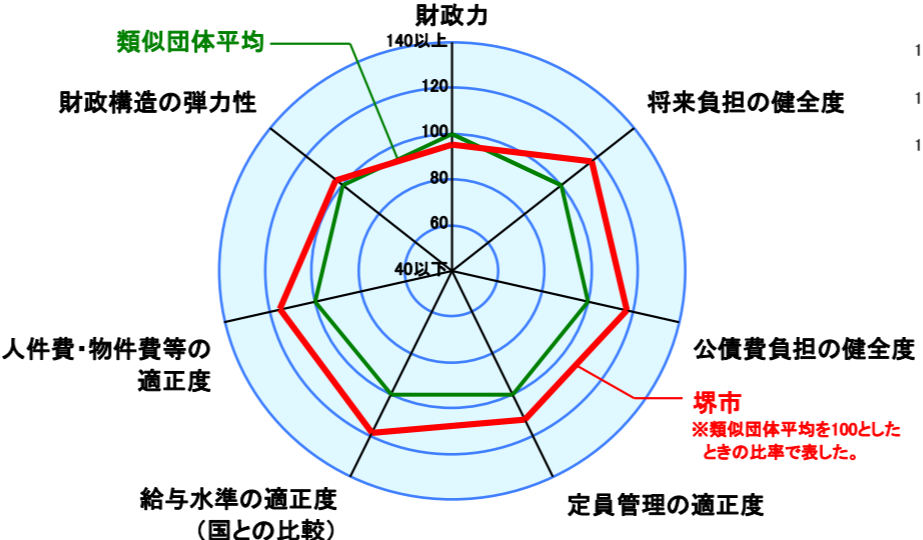 財政力
140以上
類似団体平均
120
財政構造の弾力性
将来負担の健全度
100
80
60
40以下
人件費・物件費等の
適正度
公債費負担の健全度
堺市
※類似団体平均を100とした
ときの比率で表した。
給与水準の適正度
（国との比較）
定員管理の適正度
1
1
1